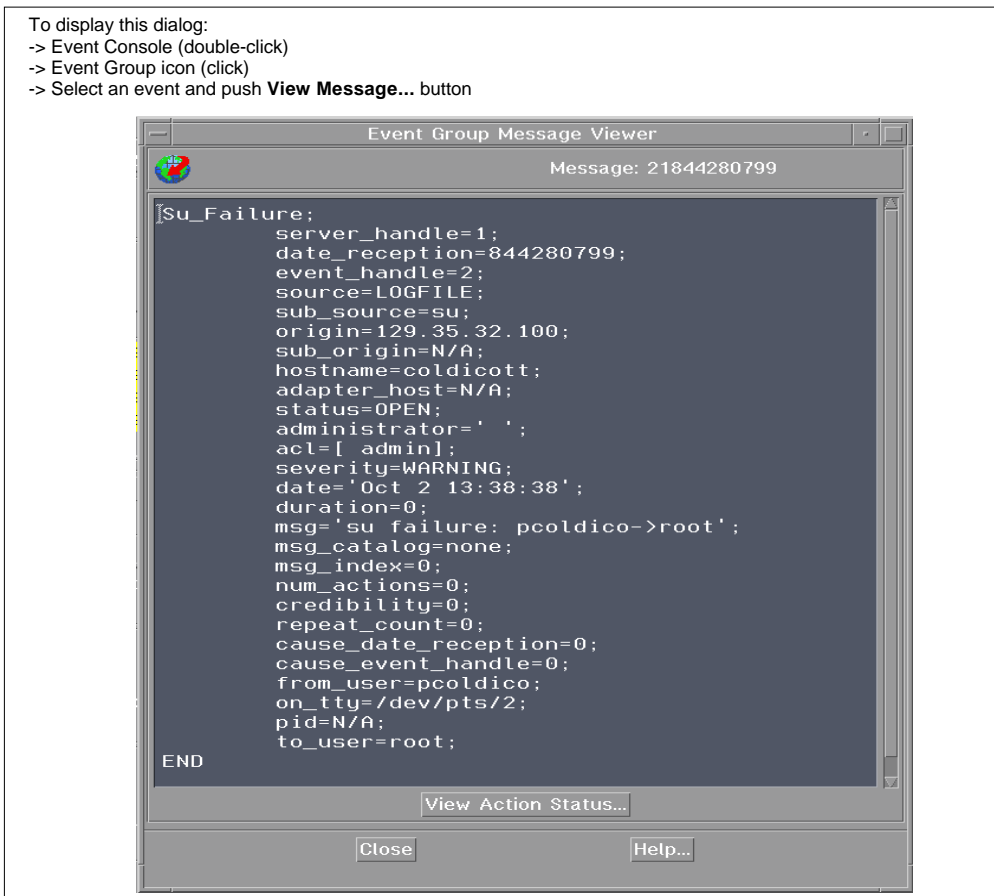 To display this dialog:
-> Event Console (double-click)
-> Event Group icon (click)
-> Select an event and push View Message... button
Event Group Message Viewer
Message: 21844280799
Su_Failure;
server_handle=1;
date_reception=844280799;
event_handle=2;
source=LOGFILE;
sub_source=su;
origin=129.35.32.100;
sub_origin=N/A;
hostname=coldicott;
adapter_host=N/A;
status=OPEN;
administrator=' ';
acl=[ admin];
severity=WARNING;
date='Oct 2 13:38:38';
duration=0;
msg='su failure: pcoldico->root';
msg_catalog=none;
msg_index=0;
num_actions=0;
credibility=0;
repeat_count=0;
cause_date_reception=0;
cause_event_handle=0;
from_user=pcoldico;
on_tty=/dev/pts/2;
pid=N/A;
to_user=root;
END
View Action Status...
Close Help...